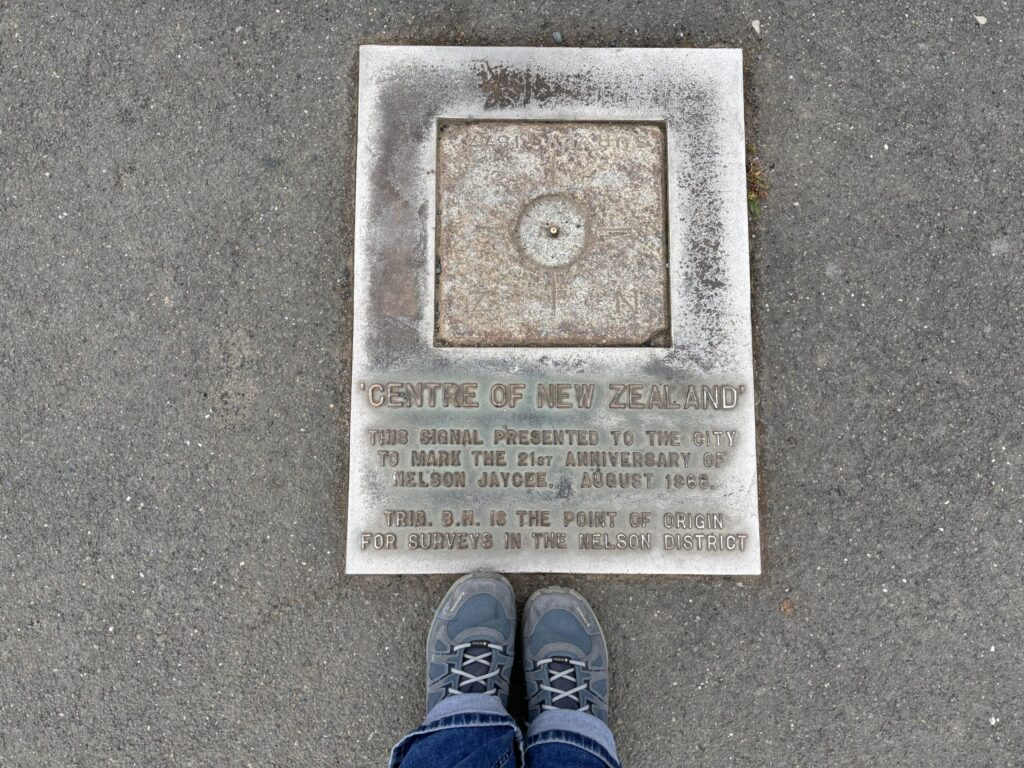 Z N
'CENTRE OF NEW ZEALAND'
THIS SIGNAL PRESENTED TO THE CITY
TO MARK THE 21ST ANNIVERSARY OF
NELSON JAYCEE. AUGUST 1966.
TRIG. B.H. IS THE POINT OF ORIGIN
FOR SURVEYS IN THE NELSON DISTRICT